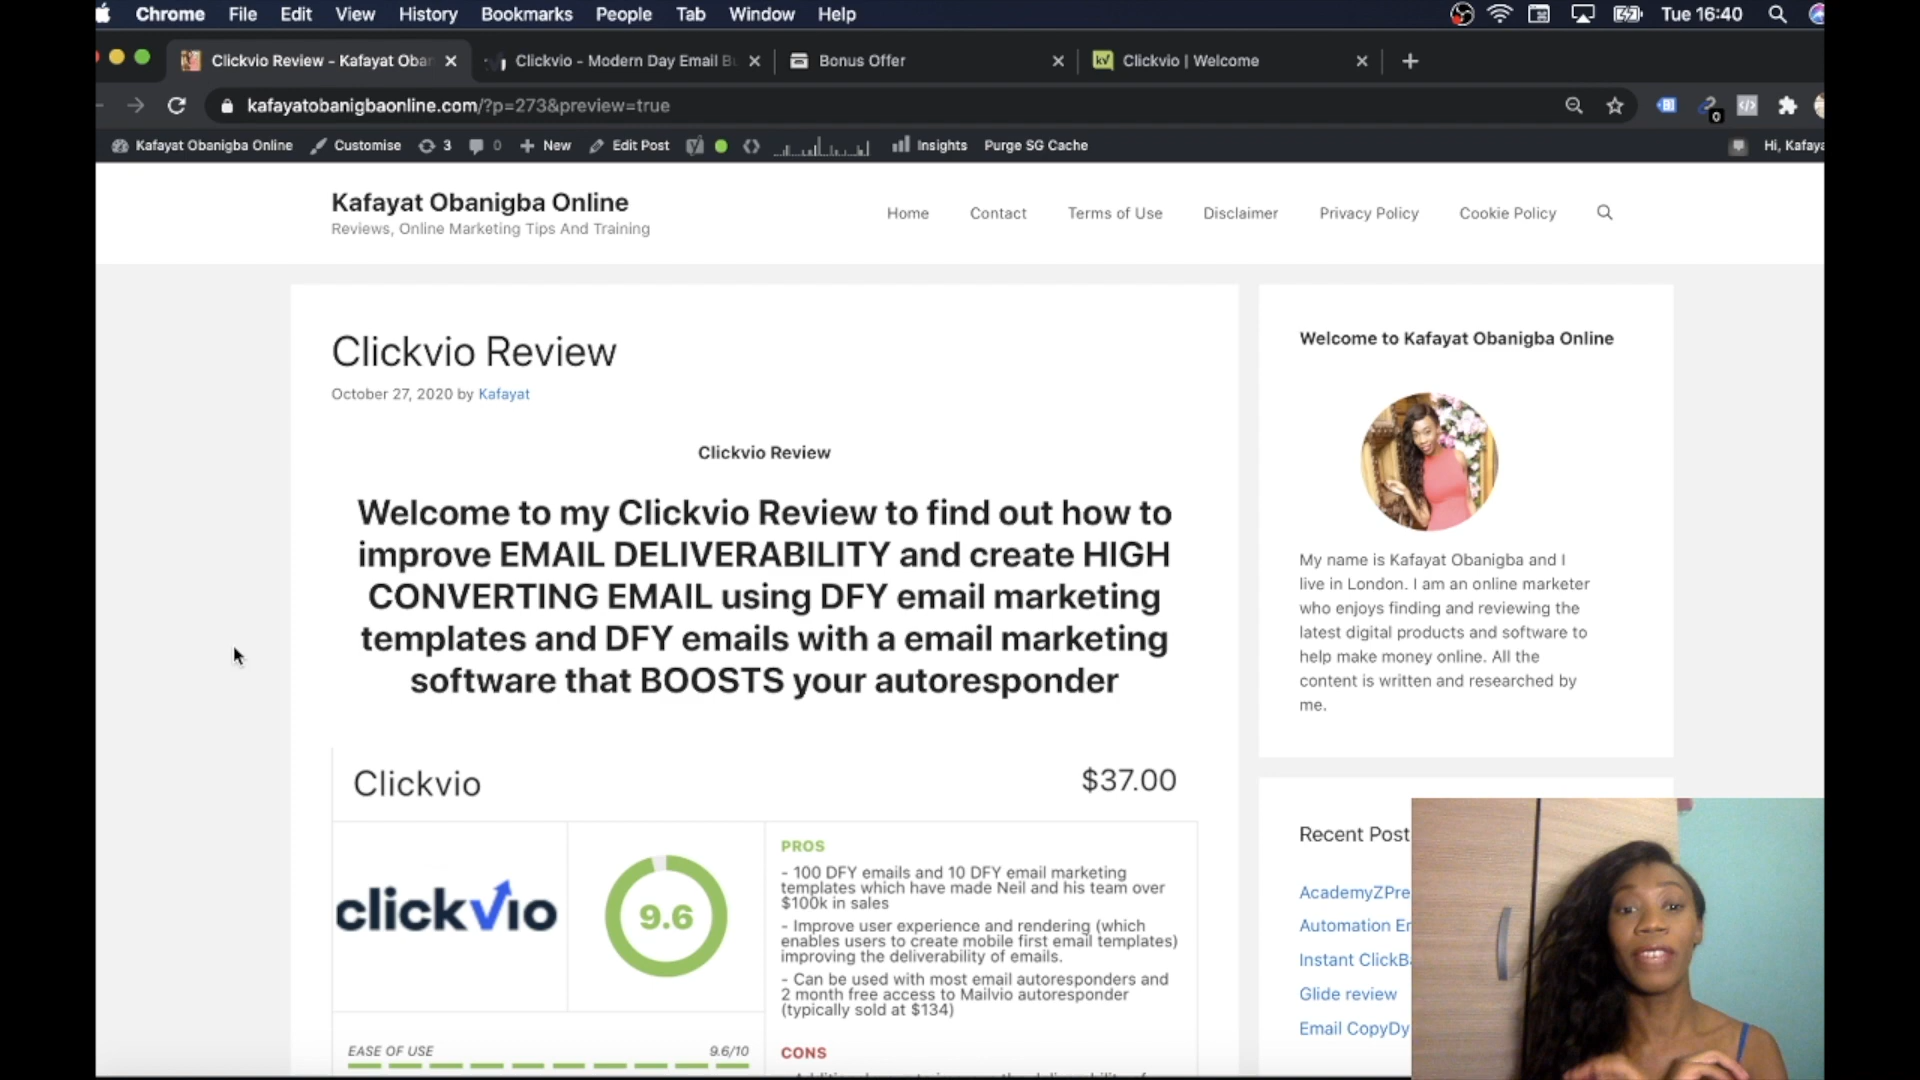 Chrome File Edit View History Bookmarks People Tab Window Help
Tue 16:40
Clickvio Review – Kafayat Oba
Clickvio - Modern Day Email B
Bonus Offer
Clickvio | Welcome
kafayatobanigbaonline.com/?p=273&preview=true
0
Kafayat Obanigba Online Customise 3 0 New Edit Post Insights Purge SG Cache
Hi, Kafaya
Kafayat Obanigba Online
Reviews, Online Marketing Tips And Training
Home Contact Terms of Use Disclaimer Privacy Policy Cookie Policy
Clickvio Review
October 27, 2020 by Kafayat
Clickvio Review
Welcome to my Clickvio Review to find out how to
improve EMAIL DELIVERABILITY and create HIGH
CONVERTING EMAIL using DFY email marketing
templates and DFY emails with a email marketing
software that BOOSTS your autoresponder
Clickvio
$37.00
clickvio
9.6
PROS
- 100 DFY emails and 10 DFY email marketing
templates which have made Neil and his team over
$100k in sales
- Improve user experience and rendering (which
enables users to create mobile first email templates)
improving the deliverability of emails.
- Can be used with most email autoresponders and
2 month free access to Mailvio autoresponder
(typically sold at $134)
EASE OF USE
9.6/10
CONS
Welcome to Kafayat Obanigba Online
My name is Kafayat Obanigba and I
live in London. I am an online marketer
who enjoys finding and reviewing the
latest digital products and software to
help make money online. All the
content is written and researched by
me.
Recent Post
AcademyZPre
Automation Em
Instant ClickBa
Glide review
Email CopyDy